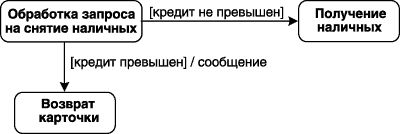 Обработка запроса
на снятие наличных
[кредит не превышен]
Получение
наличных
[кредит превышен] / сообщение
Возврат
карточки